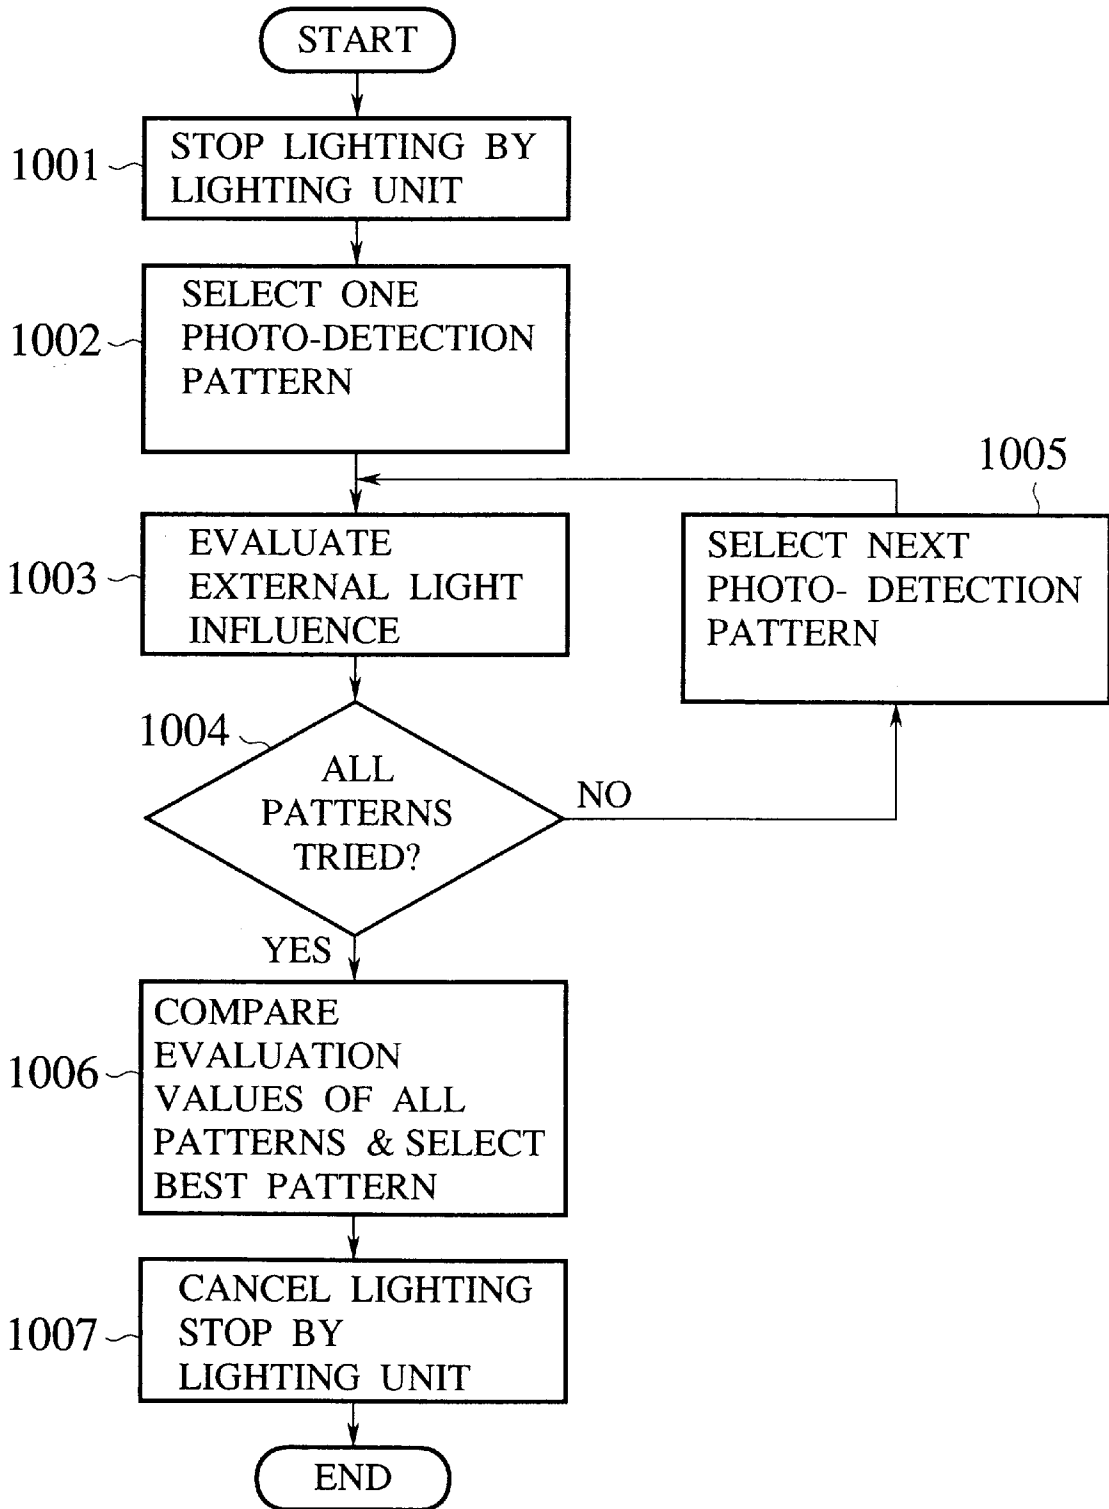 START
1001
STOP LIGHTING BY
LIGHTING UNIT
1002
SELECT ONE
PHOTO-DETECTION
PATTERN
1003
EVALUATE
EXTERNAL LIGHT
INFLUENCE
1005
SELECT NEXT
PHOTO- DETECTION
PATTERN
1004
ALL
PATTERNS
TRIED?
NO
YES
1006
COMPARE
EVALUATION
VALUES OF ALL
PATTERNS & SELECT
BEST PATTERN
1007
CANCEL LIGHTING
STOP BY
LIGHTING UNIT
END